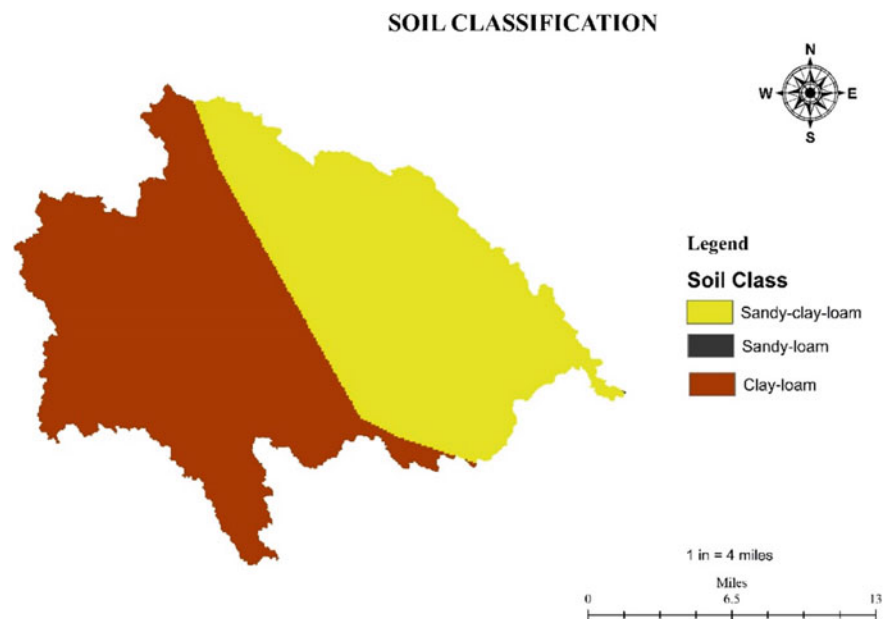 SOIL CLASSIFICATION
N
W E
S
Legend
Soil Class
Sandy-clay-loam
Sandy-loam
Clay-loam
1 in = 4 miles
Miles
0 6.5 13